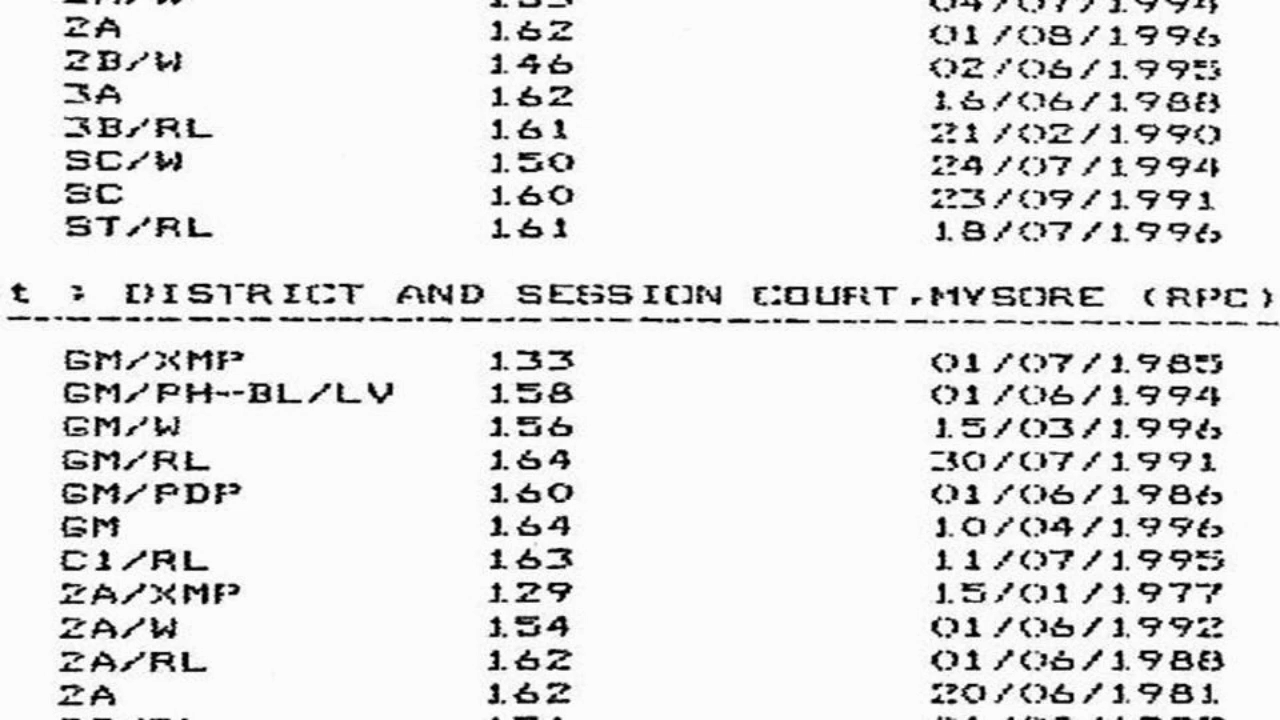 2A 162 01/08/1996
2B/W 146 02/06/1995
3A 162 16/06/1988
3B/RL 161 21/02/1990
SC/W 150 24/07/1994
SC 160 23/09/1991
ST/RL 161 18/07/1996
t : DISTRICT AND SESSION COURT,MYSORE (RPC)
GM/XMP 133 01/07/1985
GM/PH--BL/LV 158 01/06/1994
GM/W 156 15/03/1996
GM/RL 164 30/07/1991
GM/PDP 160 01/06/1986
GM 164 10/04/1996
C1/RL 163 11/07/1995
2A/XMP 129 15/01/1977
2A/W 154 01/06/1992
2A/RL 162 01/06/1988
2A 162 20/06/1981